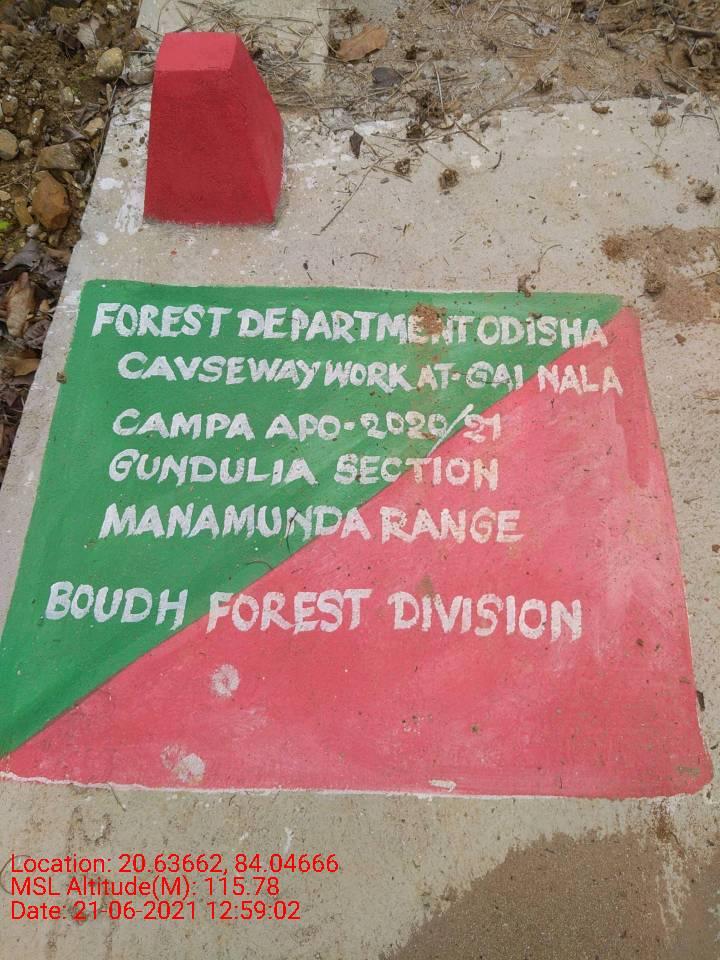 FOREST DEPARTMENT ODISHA
CAUSEWAY WORK AT-GAI NALA
CAMPA APO-2020/21
GUNDULIA SECTION
MANAMUNDA RANGE
BOUDH FOREST DIVISION
Location: 20.63662, 84.04666
MSL Altitude(M): 115.78
Date: 21-06-2021 12:59:02